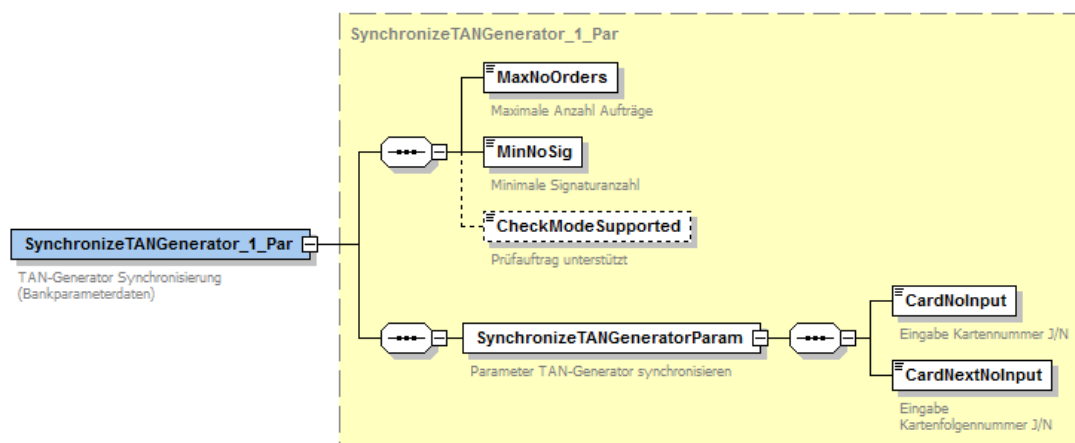 SynchronizeTANGenerator_1_Par
MaxNoOrders
Maximale Anzahl Aufträge
MinNoSig
Minimale Signaturanzahl
CheckModeSupported
Prüfauftrag unterstützt
SynchronizeTANGenerator_1_Par
TAN-Generator Synchronisierung
(Bankparameterdaten)
SynchronizeTANGeneratorParam
Parameter TAN-Generator synchronisieren
CardNoInput
Eingabe Kartennummer J/N
CardNextNoInput
Eingabe
Kartenfolgennummer J/N